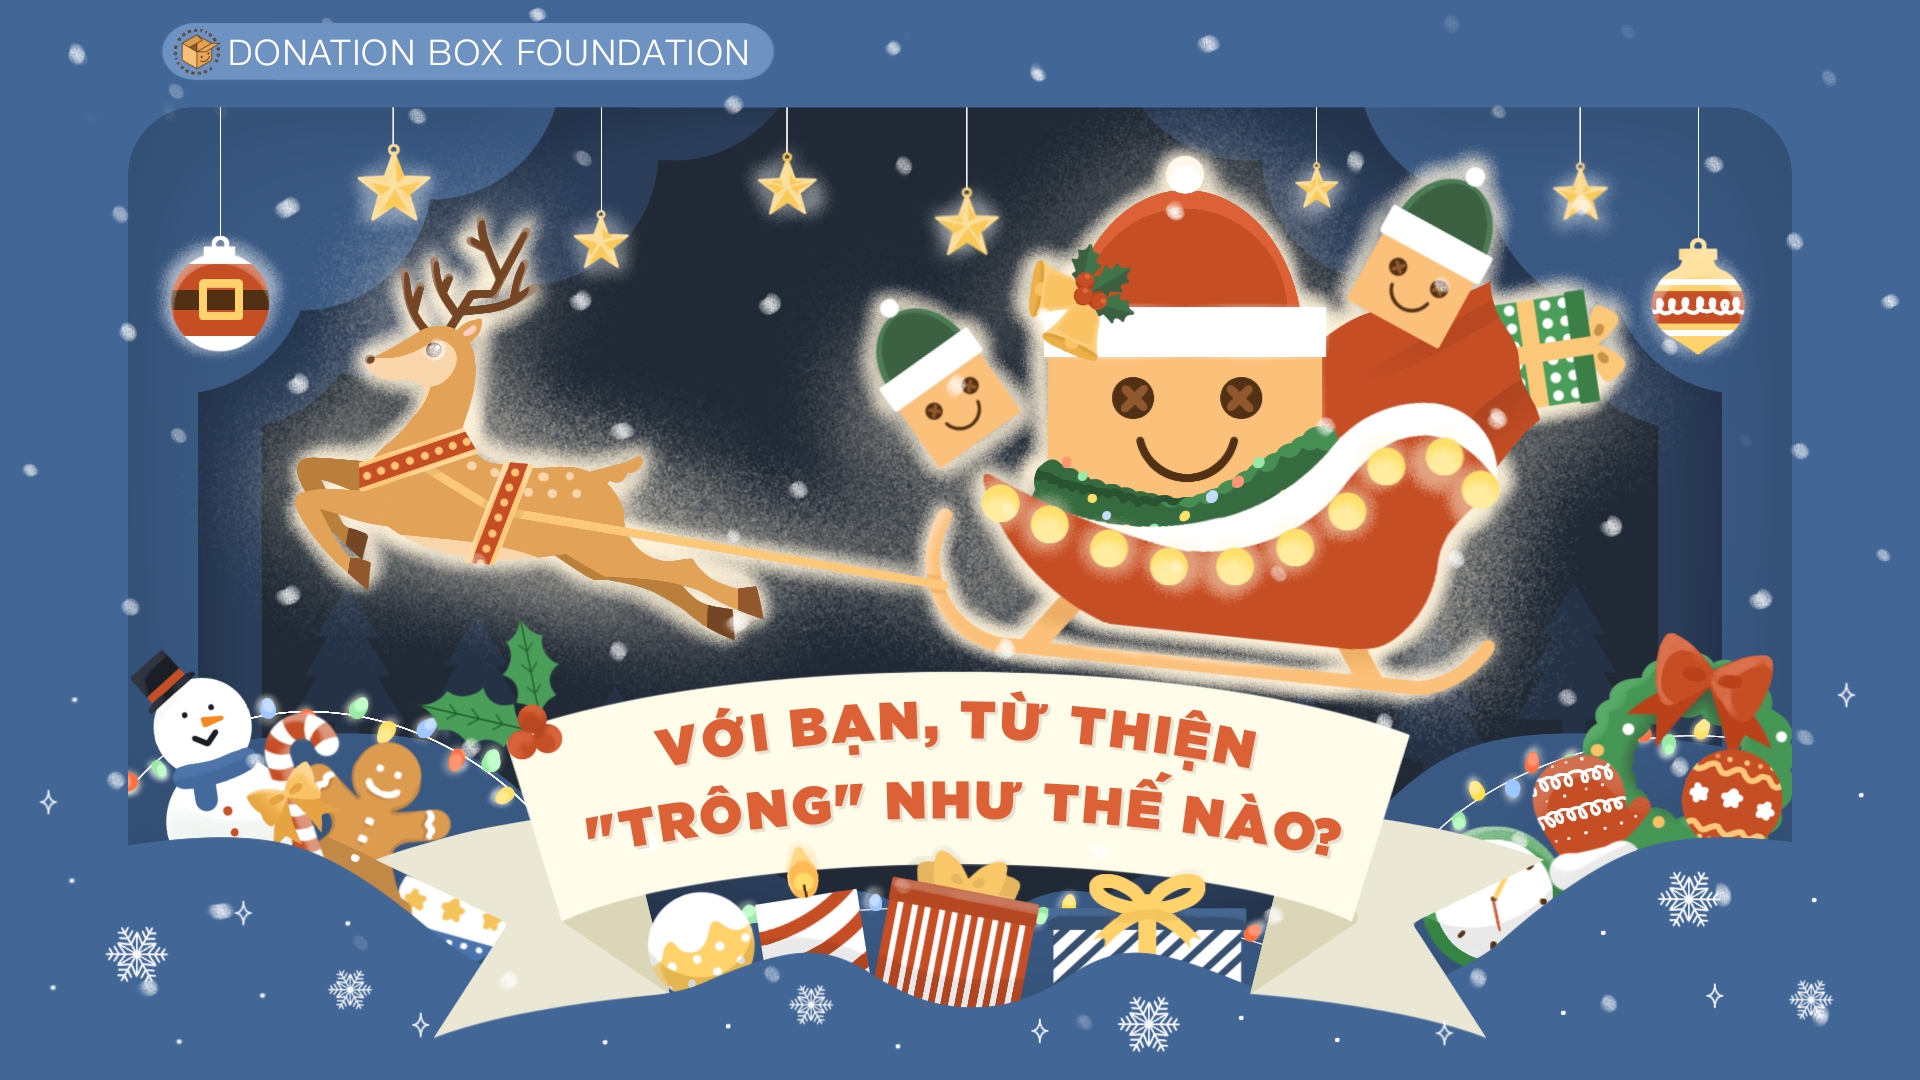 DONATION BOX FOUNDATION
VỚI BẠN, TỪ THIỆN
"TRÔNG" NHƯ THẾ NÀO?